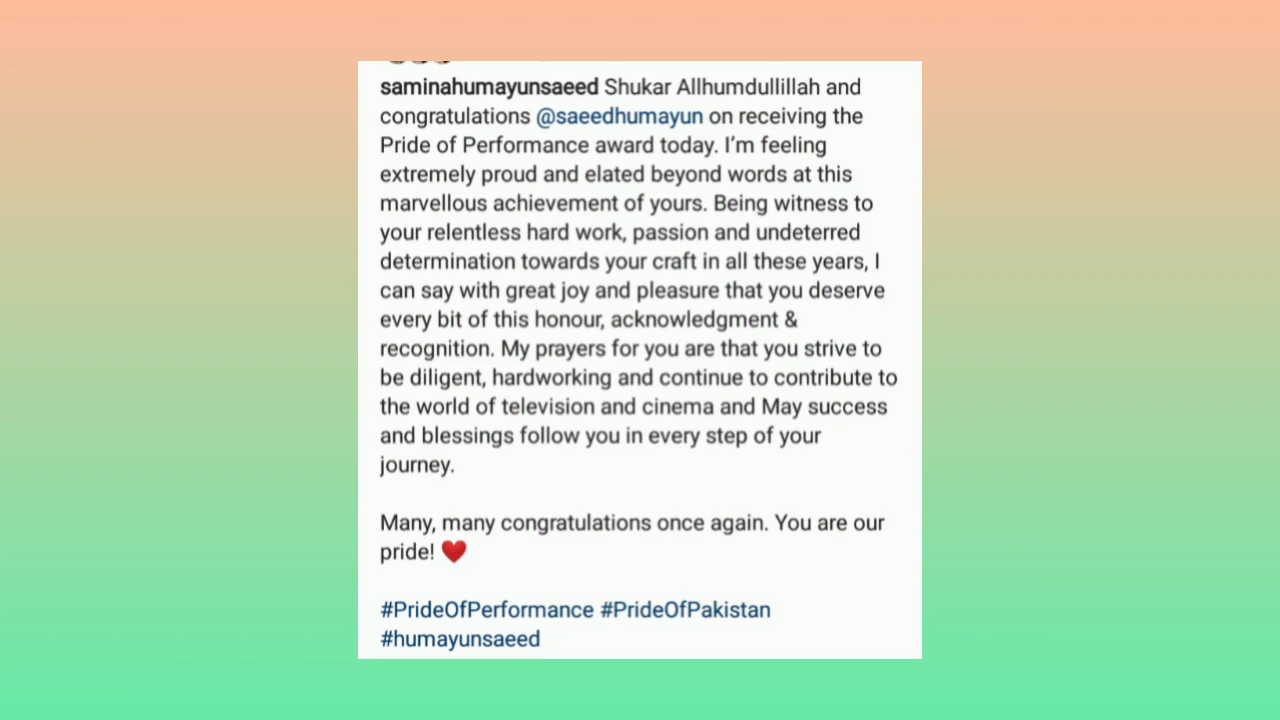 saminahumayunsaeed Shukar Allhumdullillah and
congratulations @saeedhumayun on receiving the
Pride of Performance award today. I’m feeling
extremely proud and elated beyond words at this
marvellous achievement of yours. Being witness to
your relentless hard work, passion and undeterred
determination towards your craft in all these years, I
can say with great joy and pleasure that you deserve
every bit of this honour, acknowledgment &
recognition. My prayers for you are that you strive to
be diligent, hardworking and continue to contribute to
the world of television and cinema and May success
and blessings follow you in every step of your
journey.
Many, many congratulations once again. You are our
pride! ❤️
#PrideOfPerformance #PrideOfPakistan
#humayunsaeed